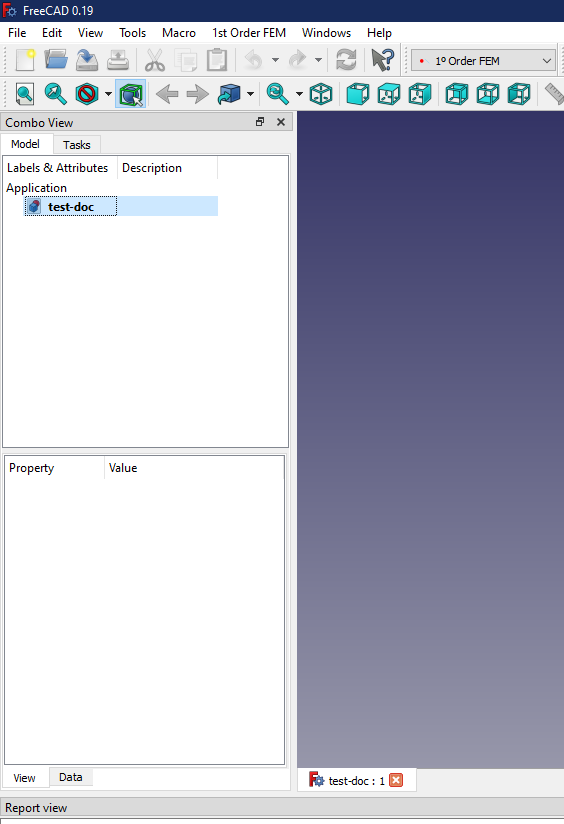 FreeCAD 0.19
File Edit View Tools Macro 1st Order FEM Windows Help
1º Order FEM
Combo View
Model Tasks
Labels & Attributes Description
Application
test-doc
Property Value
View Data
test-doc : 1
Report view